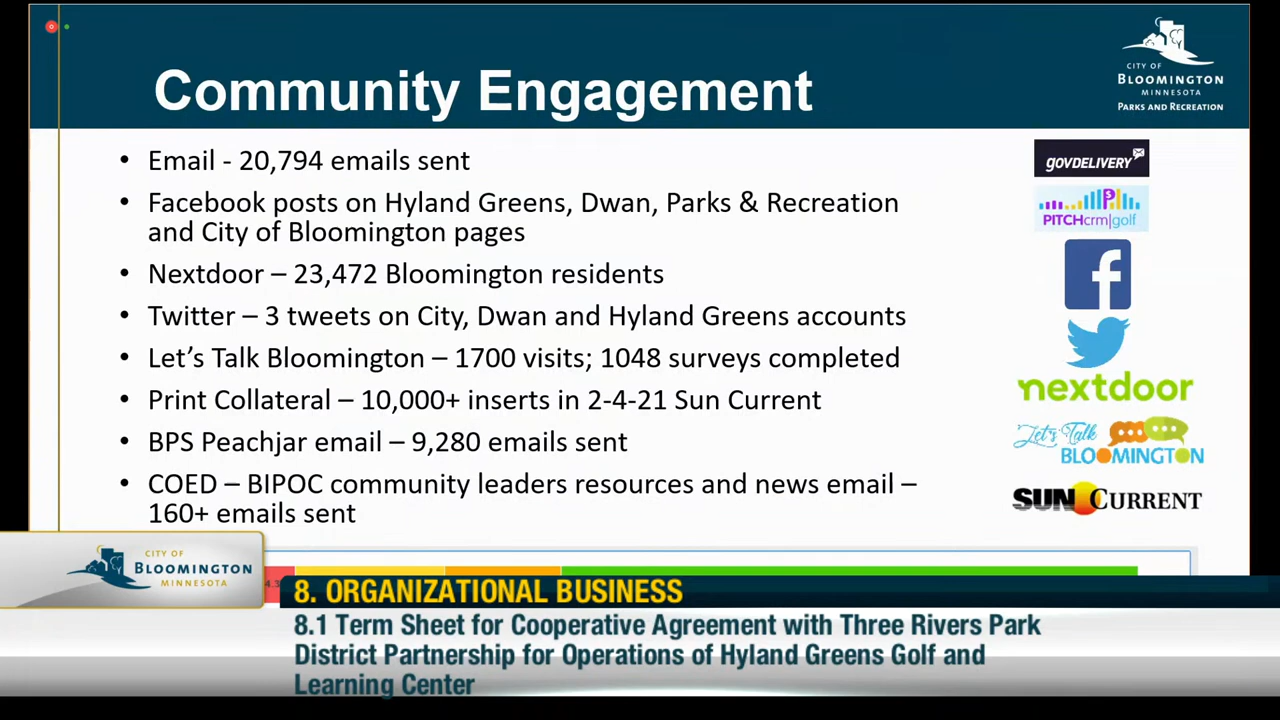 Community Engagement
CITY OF
BLOOMINGTON
MINNESOTA
PARKS AND RECREATION
• Email - 20,794 emails sent
• Facebook posts on Hyland Greens, Dwan, Parks & Recreation
and City of Bloomington pages
• Nextdoor – 23,472 Bloomington residents
• Twitter – 3 tweets on City, Dwan and Hyland Greens accounts
• Let's Talk Bloomington – 1700 visits; 1048 surveys completed
• Print Collateral – 10,000+ inserts in 2-4-21 Sun Current
• BPS Peachjar email – 9,280 emails sent
• COED – BIPOC community leaders resources and news email –
160+ emails sent
GOVDELIVERY
PITCHcrm|golf
f
nextdoor
Let's Talk
BLOOMINGTON
SUN CURRENT
CITY OF
BLOOMINGTON
MINNESOTA
8. ORGANIZATIONAL BUSINESS
8.1 Term Sheet for Cooperative Agreement with Three Rivers Park
District Partnership for Operations of Hyland Greens Golf and
Learning Center